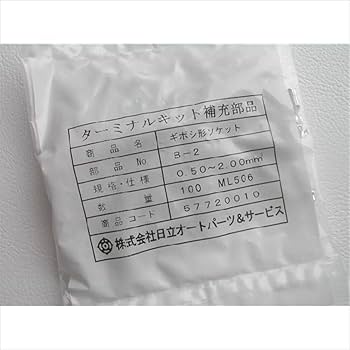 ターミナルキット補充部品
商品名 ギボシ形ソケット
部品No B-2
規格・仕様 0.50~2.00mm²
数量 100 ML506
商品コード 57720010
株式会社日立オートパーツ&サービス